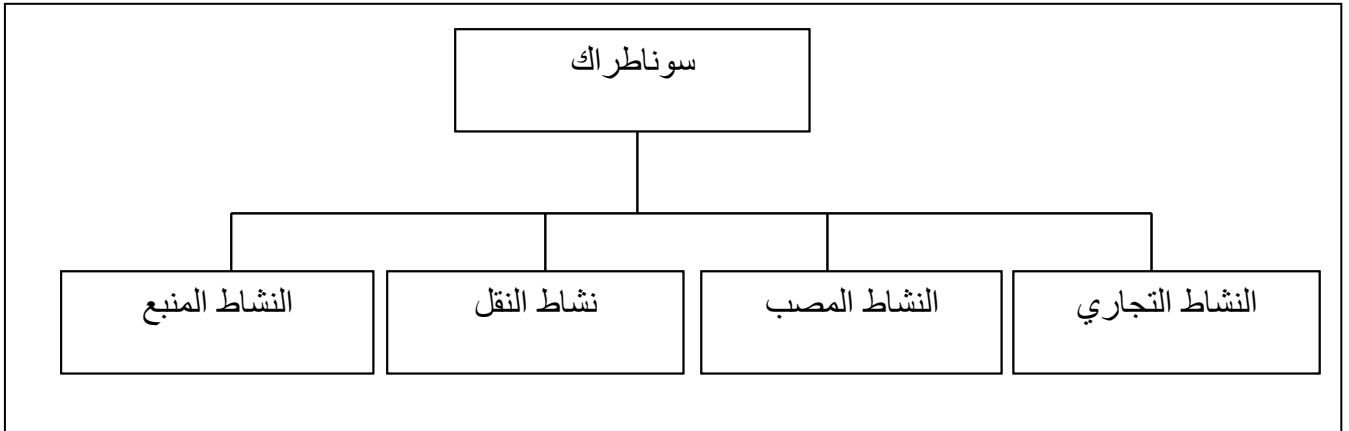 سوناطراك
النشاط التجاري
النشاط المصب
نشاط النقل
النشاط المنبع